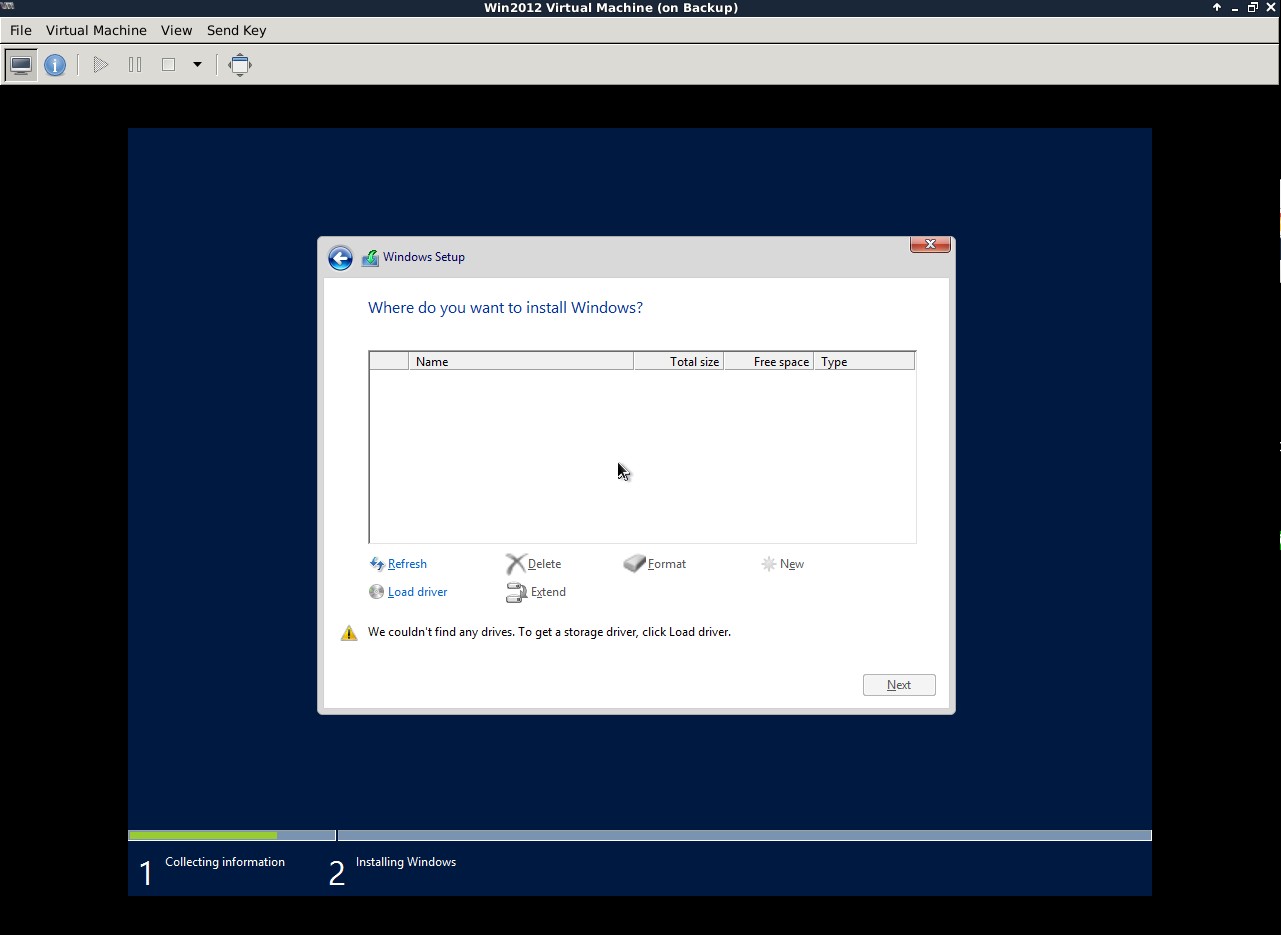 Win2012 Virtual Machine (on Backup)
File Virtual Machine View Send Key
Windows Setup
Where do you want to install Windows?
Name Total size Free space Type
Refresh Delete Format New
Load driver Extend
We couldn't find any drives. To get a storage driver, click Load driver.
Next
1 Collecting information 2 Installing Windows